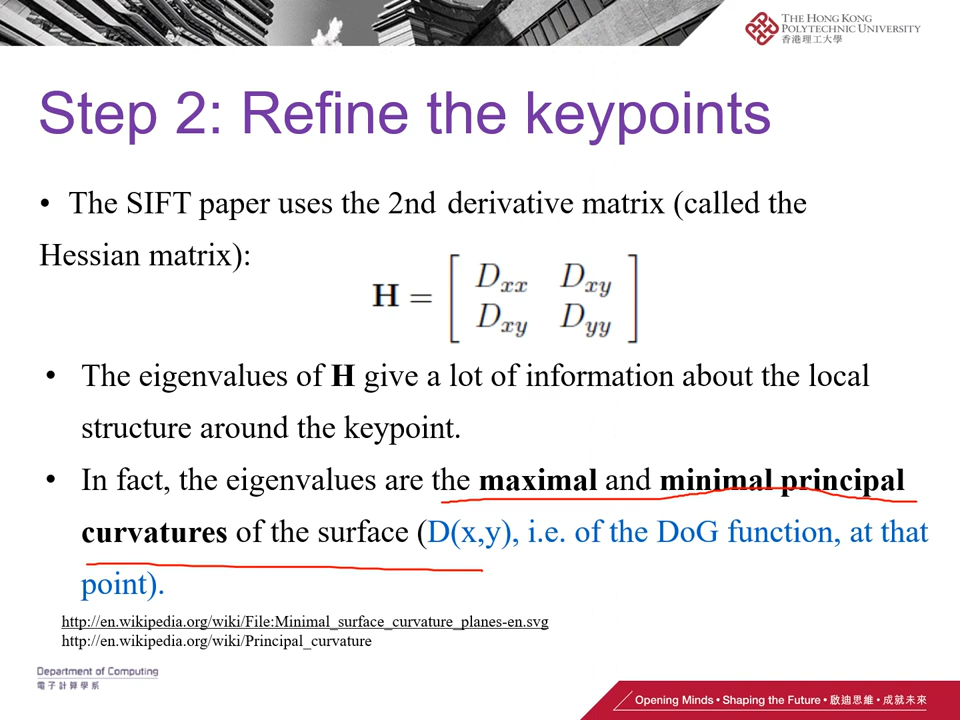 THE HONG KONG
POLYTECHNIC UNIVERSITY
香港理工大學
Step 2: Refine the keypoints
• The SIFT paper uses the 2nd derivative matrix (called the
Hessian matrix):
H = [ D_xx D_xy
D_xy D_yy ]
• The eigenvalues of H give a lot of information about the local
structure around the keypoint.
• In fact, the eigenvalues are the maximal and minimal principal
curvatures of the surface (D(x,y), i.e. of the DoG function, at that
point).
http://en.wikipedia.org/wiki/File:Minimal_surface_curvature_planes-en.svg
http://en.wikipedia.org/wiki/Principal_curvature
Department of Computing
電子計算學系
Opening Minds • Shaping the Future • 啟迪思維 • 成就未來